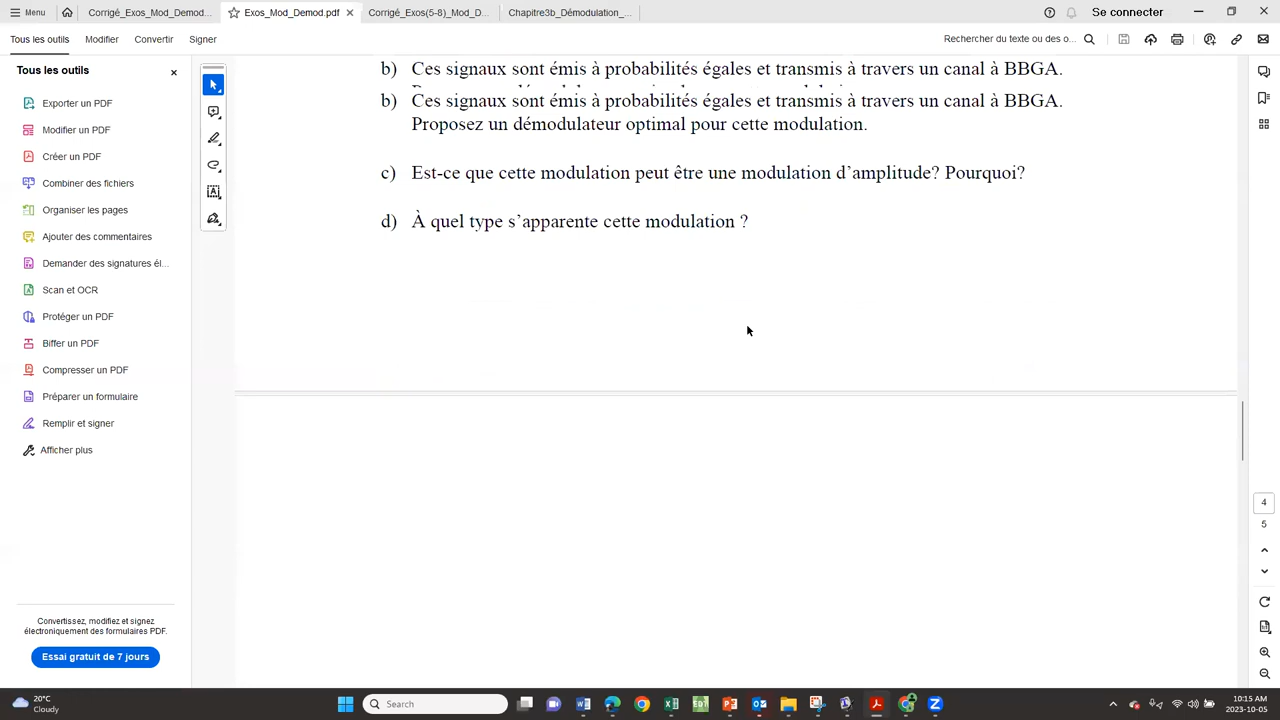 Menu
Corrigé_Exos_Mod_Demod...
Exos_Mod_Demod.pdf
Corrigé_Exos(5-8)_Mod_D...
Chapitre3b_Démodulation_...
Se connecter
Tous les outils
Modifier
Convertir
Signer
Rechercher du texte ou des o...
Tous les outils
Exporter un PDF
Modifier un PDF
Créer un PDF
Combiner des fichiers
Organiser les pages
Ajouter des commentaires
Demander des signatures él...
Scan et OCR
Protéger un PDF
Biffer un PDF
Compresser un PDF
Préparer un formulaire
Remplir et signer
Afficher plus
Convertissez, modifiez et signez
électroniquement des formulaires PDF.
Essai gratuit de 7 jours
b) Ces signaux sont émis à probabilités égales et transmis à travers un canal à BBGA.
b) Ces signaux sont émis à probabilités égales et transmis à travers un canal à BBGA.
Proposez un démodulateur optimal pour cette modulation.
c) Est-ce que cette modulation peut être une modulation d’amplitude? Pourquoi?
d) À quel type s’apparente cette modulation ?
4
5
20°C
Cloudy
Search
10:15 AM
2023-10-05